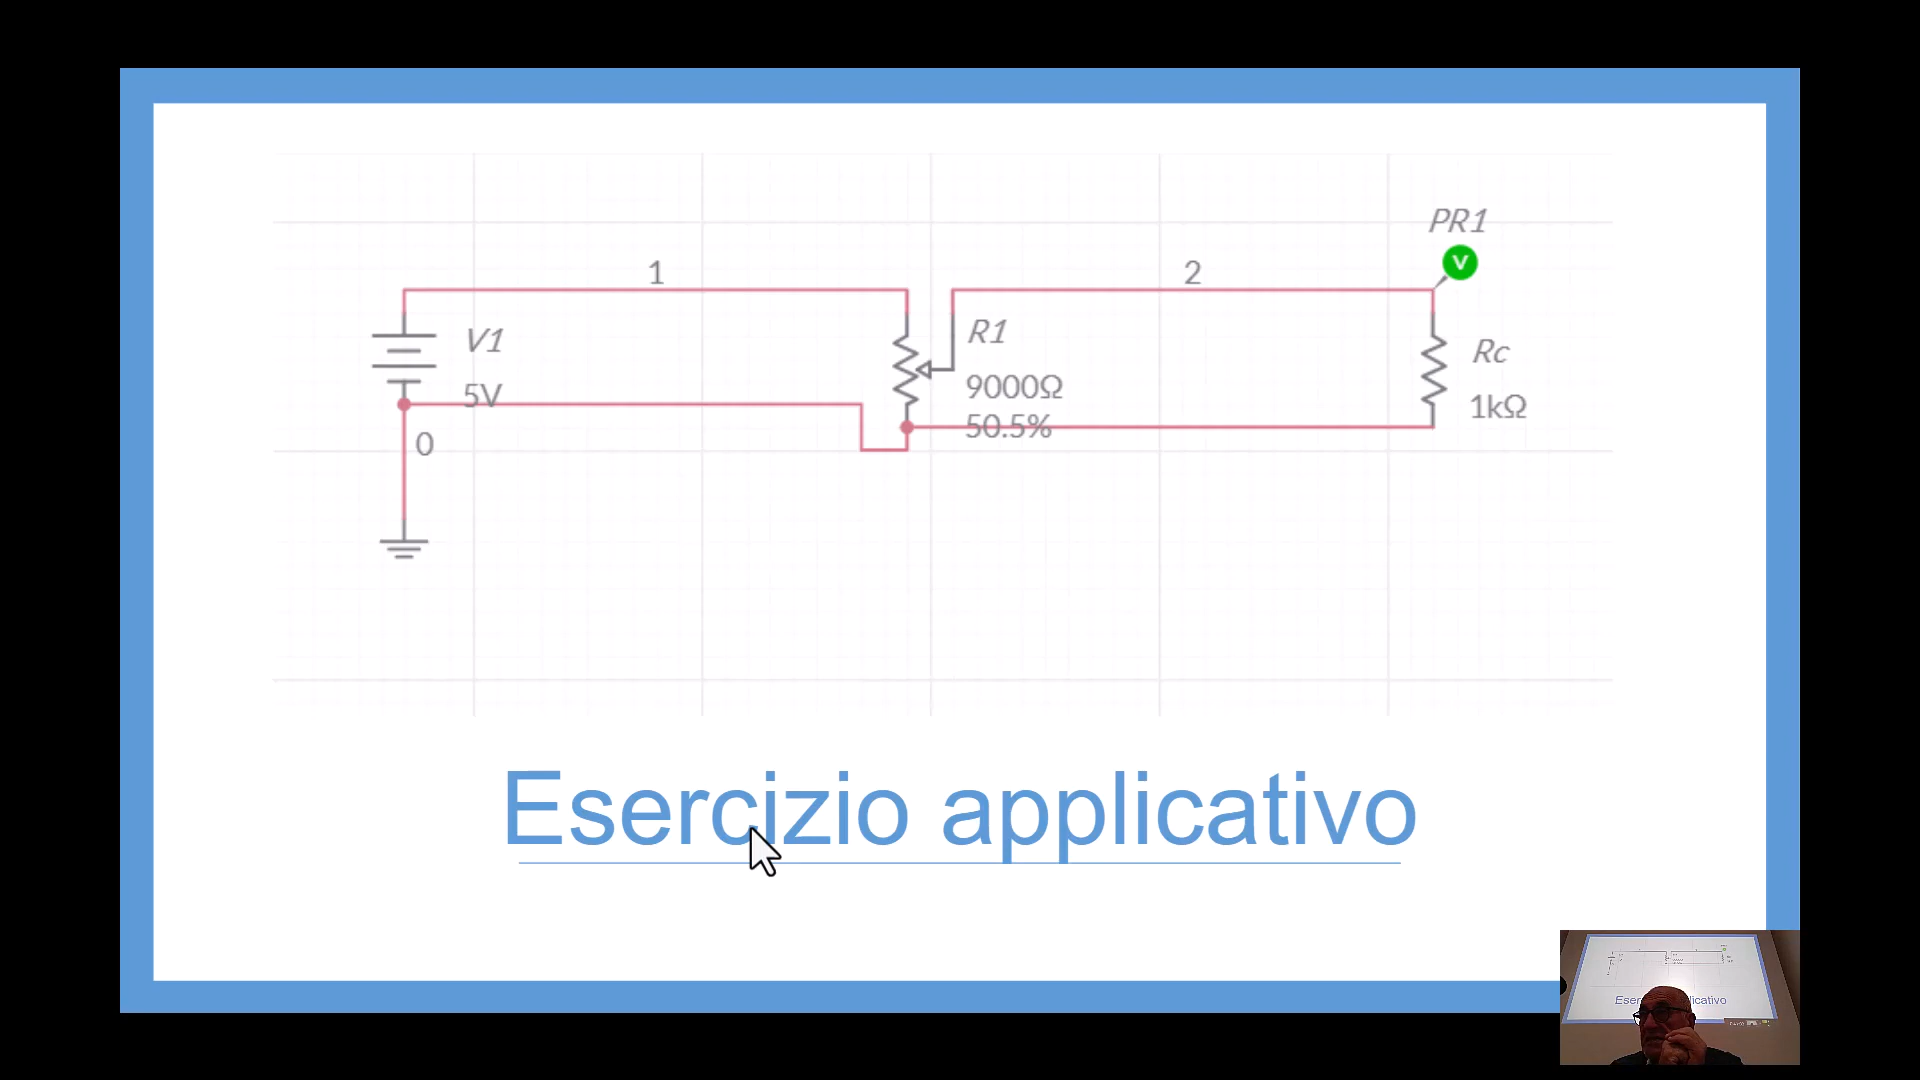 PR1
V
1
2
V1
5V
R1
9000Ω
50.5%
Rc
1kΩ
0
Esercizio applicativo